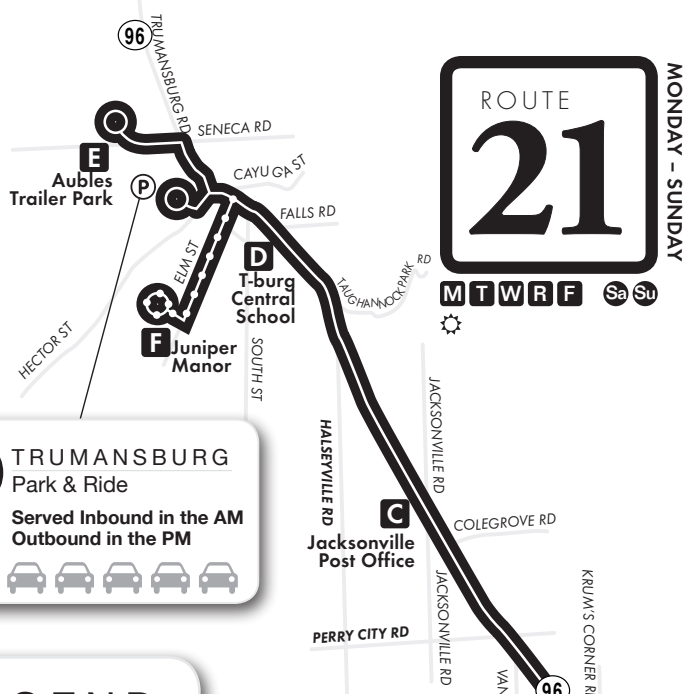 96
TRUMANSBURG RD
SENECA RD
E
Aubles
Trailer Park
P
CAYUGA ST
FALLS RD
ELM ST
D
T-burg
Central
School
TAUGHANNOCK PARK RD
F
Juniper
Manor
HECTOR ST
SOUTH ST
ROUTE
21
MONDAY – SUNDAY
M T W R F Sa Su
TRUMANSBURG
Park & Ride
Served Inbound in the AM
Outbound in the PM
HALSEYVILLE RD
JACKSONVILLE RD
C
Jacksonville
Post Office
COLEGROVE RD
JACKSONVILLE RD
PERRY CITY RD
KRUM'S CORNER R
VAN
96